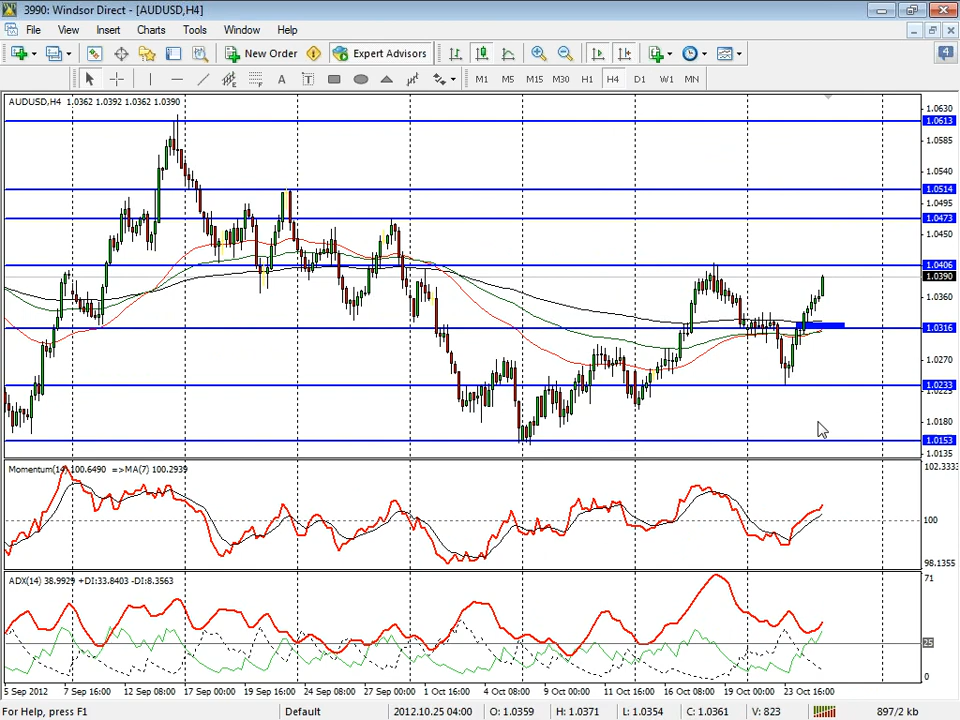 3990: Windsor Direct - [AUDUSD,H4]
File View Insert Charts Tools Window Help
New Order Expert Advisors 4
A T M1 M5 M15 M30 H1 H4 D1 W1 MN
AUDUSD,H4 1.0362 1.0392 1.0362 1.0390
1.0630
1.0613
1.0585
1.0540
1.0514
1.0495
1.0473
1.0450
1.0406
1.0390
1.0360
1.0316
1.0270
1.0233
1.0225
1.0180
1.0153
1.0135
Momentum(14) 100.6490 =>MA(7) 100.2939
102.3333
100
98.1355
ADX(14) 38.9929 +DI:33.8403 -DI:8.3563
71
25
0
5 Sep 2012 7 Sep 16:00 12 Sep 08:00 17 Sep 00:00 19 Sep 16:00 24 Sep 08:00 27 Sep 00:00 1 Oct 16:00 4 Oct 08:00 9 Oct 00:00 11 Oct 16:00 16 Oct 08:00 19 Oct 00:00 23 Oct 16:00
For Help, press F1 Default 2012.10.25 04:00 O: 1.0359 H: 1.0371 L: 1.0354 C: 1.0361 V: 823 897/2 kb